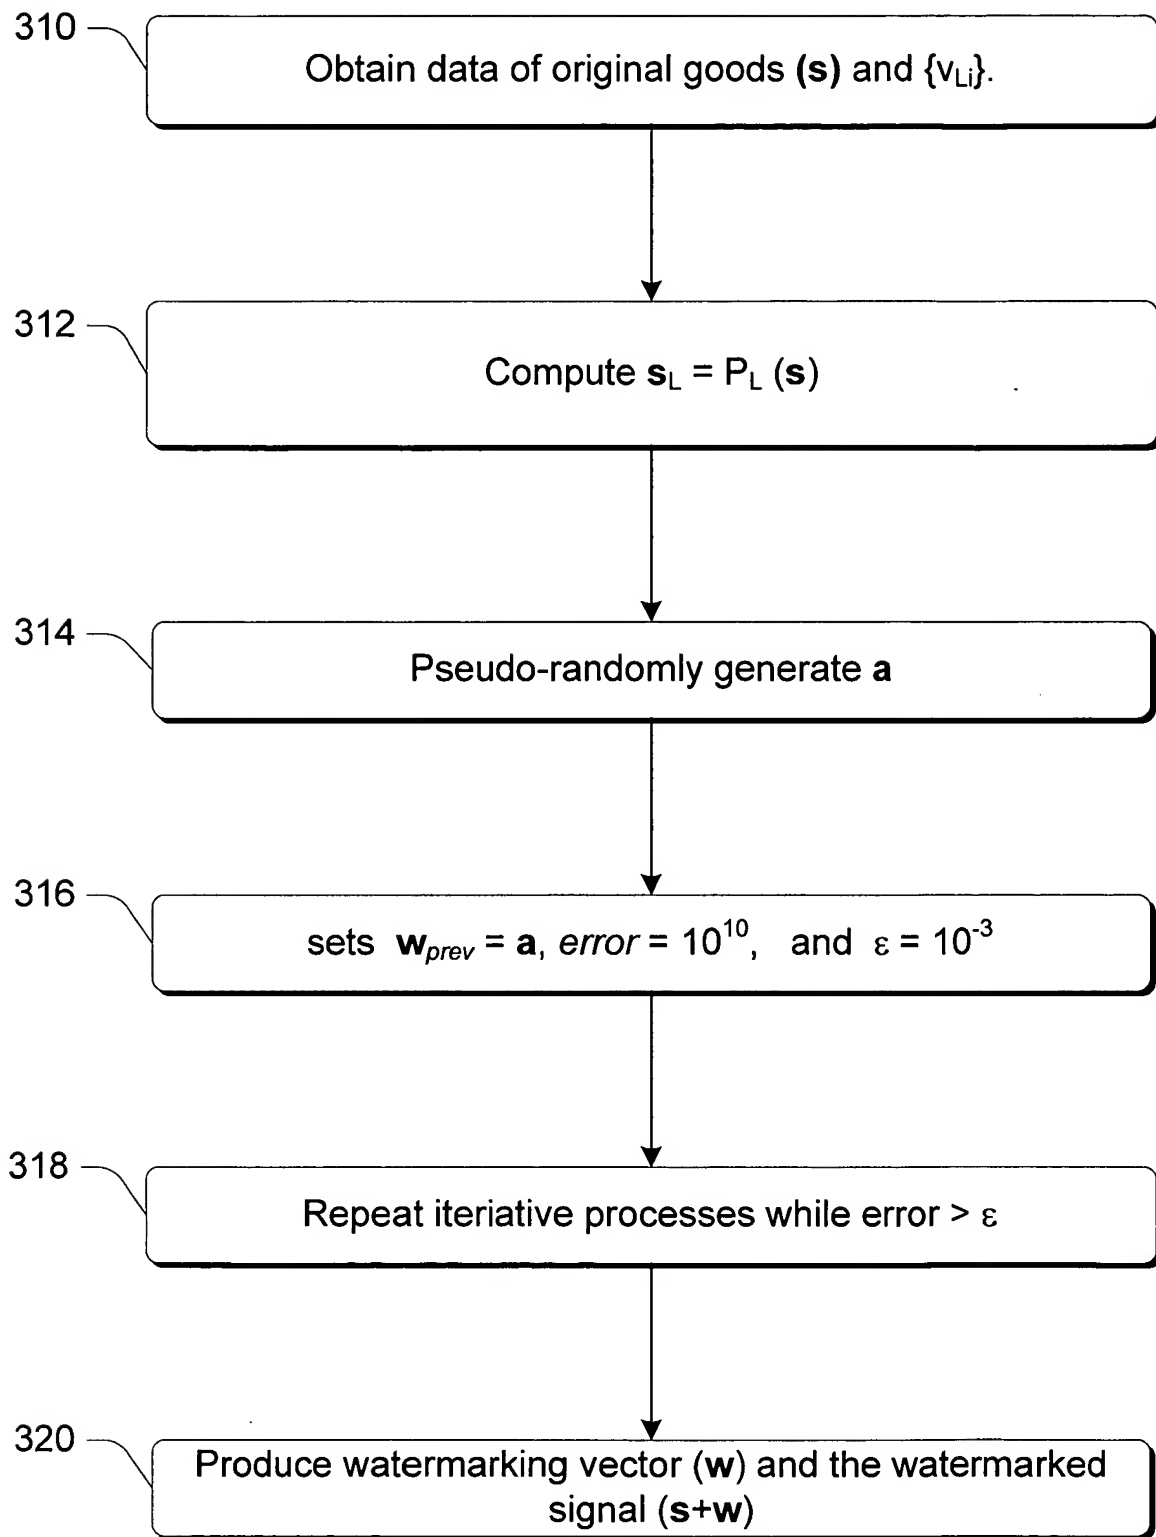 310
Obtain data of original goods (s) and {vLi}.
312
Compute sL = PL (s)
314
Pseudo-randomly generate a
316
sets wprev = a, error = 10^10, and ε = 10^-3
318
Repeat iteriative processes while error > ε
320
Produce watermarking vector (w) and the watermarked
signal (s+w)